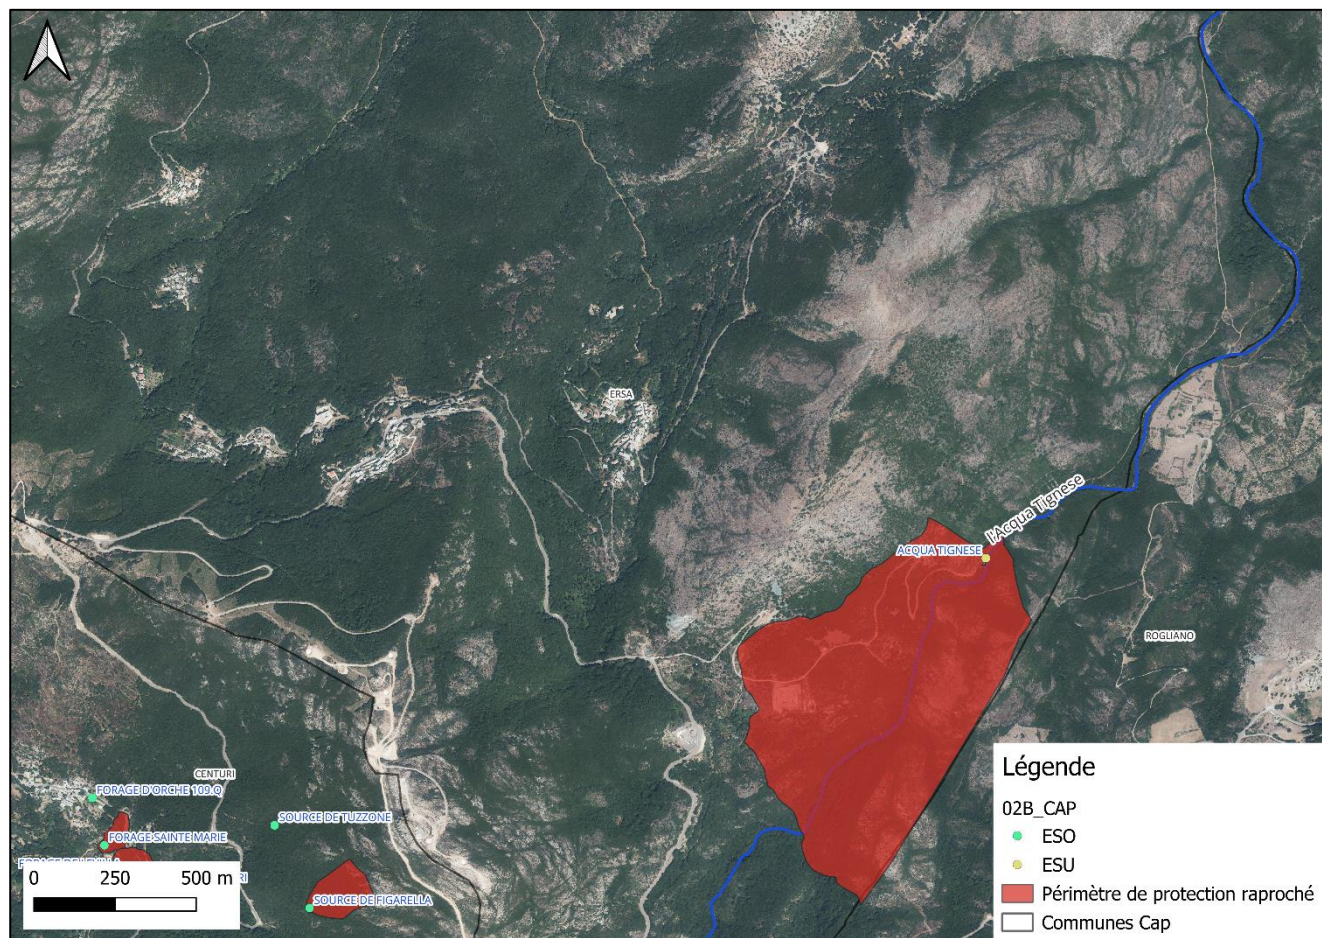 ERSA
l'Acqua Tignese
ACQUA TIGNESE
ROGLIANO
CENTURI
FORAGE D'ORCHE 109.Q
SOURCE DE TUZZONE
FORAGE SAINTE MARIE
SOURCE DE FIGARELLA
0 250 500 m
Légende
02B_CAP
ESO
ESU
Périmètre de protection raproché
Communes Cap